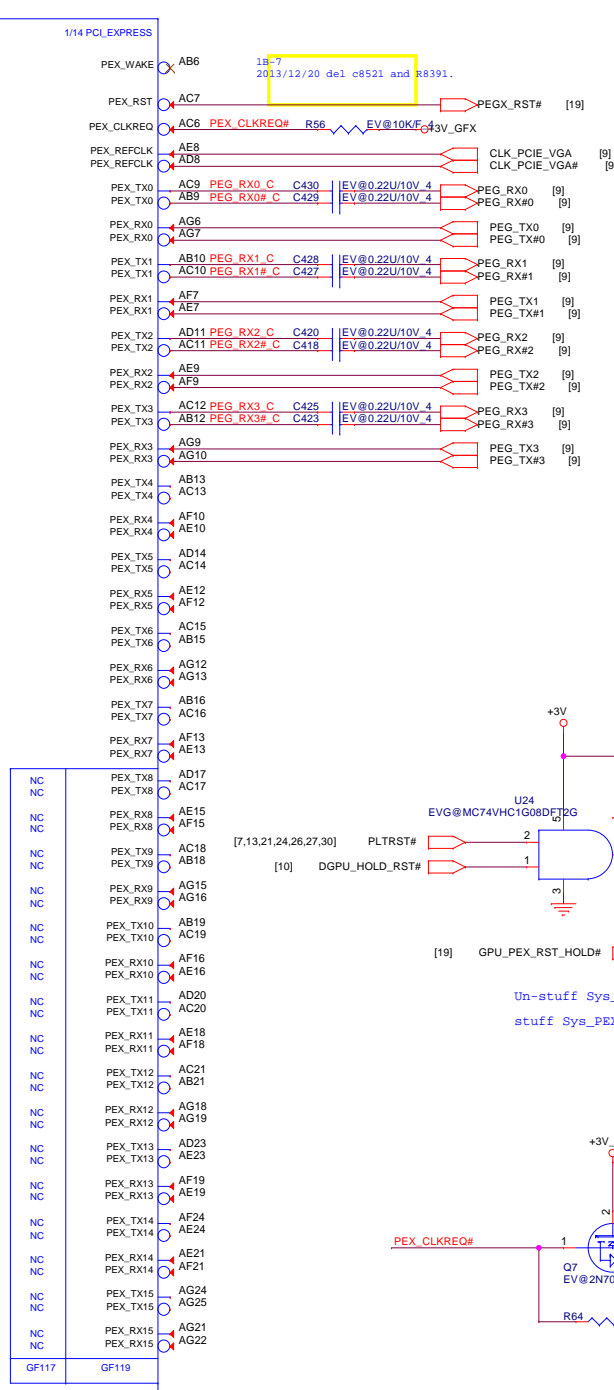 1/14 PCI_EXPRESS
1B-7
2013/12/20 del c8521 and R8391.
PEX_WAKE AB6
PEX_RST AC7 PEGX_RST# [19]
PEX_CLKREQ AC6 PEX_CLKREQ# R56 EV@10K/F_4 +3V_GFX
PEX_REFCLK AE8 CLK_PCIE_VGA [9]
PEX_REFCLK AD8 CLK_PCIE_VGA# [9
PEX_TX0 AC9 PEG_RX0_C C430 EV@0.22U/10V_4 PEG_RX0 [9]
PEX_TX0 AB9 PEG_RX0#_C C429 EV@0.22U/10V_4 PEG_RX#0 [9]
PEX_RX0 AG6 PEG_TX0 [9]
PEX_RX0 AG7 PEG_TX#0 [9]
PEX_TX1 AB10 PEG_RX1_C C428 EV@0.22U/10V_4 PEG_RX1 [9]
PEX_TX1 AC10 PEG_RX1#_C C427 EV@0.22U/10V_4 PEG_RX#1 [9]
PEX_RX1 AF7 PEG_TX1 [9]
PEX_RX1 AE7 PEG_TX#1 [9]
PEX_TX2 AD11 PEG_RX2_C C420 EV@0.22U/10V_4 PEG_RX2 [9]
PEX_TX2 AC11 PEG_RX2#_C C418 EV@0.22U/10V_4 PEG_RX#2 [9]
PEX_RX2 AE9 PEG_TX2 [9]
PEX_RX2 AF9 PEG_TX#2 [9]
PEX_TX3 AC12 PEG_RX3_C C425 EV@0.22U/10V_4 PEG_RX3 [9]
PEX_TX3 AB12 PEG_RX3#_C C423 EV@0.22U/10V_4 PEG_RX#3 [9]
PEX_RX3 AG9 PEG_TX3 [9]
PEX_RX3 AG10 PEG_TX#3 [9]
PEX_TX4 AB13
PEX_TX4 AC13
PEX_RX4 AF10
PEX_RX4 AE10
PEX_TX5 AD14
PEX_TX5 AC14
PEX_RX5 AE12
PEX_RX5 AF12
PEX_TX6 AC15
PEX_TX6 AB15
PEX_RX6 AG12
PEX_RX6 AG13
PEX_TX7 AB16
PEX_TX7 AC16
PEX_RX7 AF13
PEX_RX7 AE13
NC PEX_TX8 AD17
NC PEX_TX8 AC17
NC PEX_RX8 AE15
NC PEX_RX8 AF15
NC PEX_TX9 AC18
NC PEX_TX9 AB18
NC PEX_RX9 AG15
NC PEX_RX9 AG16
NC PEX_TX10 AB19
NC PEX_TX10 AC19
NC PEX_RX10 AF16
NC PEX_RX10 AE16
NC PEX_TX11 AD20
NC PEX_TX11 AC20
NC PEX_RX11 AE18
NC PEX_RX11 AF18
NC PEX_TX12 AC21
NC PEX_TX12 AB21
NC PEX_RX12 AG18
NC PEX_RX12 AG19
NC PEX_TX13 AD23
NC PEX_TX13 AE23
NC PEX_RX13 AF19
NC PEX_RX13 AE19
NC PEX_TX14 AF24
NC PEX_TX14 AE24
NC PEX_RX14 AE21
NC PEX_RX14 AF21
NC PEX_TX15 AG24
NC PEX_TX15 AG25
NC PEX_RX15 AG21
NC PEX_RX15 AG22
GF117 GF119
+3V
U24
EVG@MC74VHC1G08DFT2G
5
[7,13,21,24,26,27,30] PLTRST# 2
[10] DGPU_HOLD_RST# 1
3
[19] GPU_PEX_RST_HOLD#
Un-stuff Sys_
stuff Sys_PEX
+3V_
2
PEX_CLKREQ# 1
Q7
EV@2N70
R64